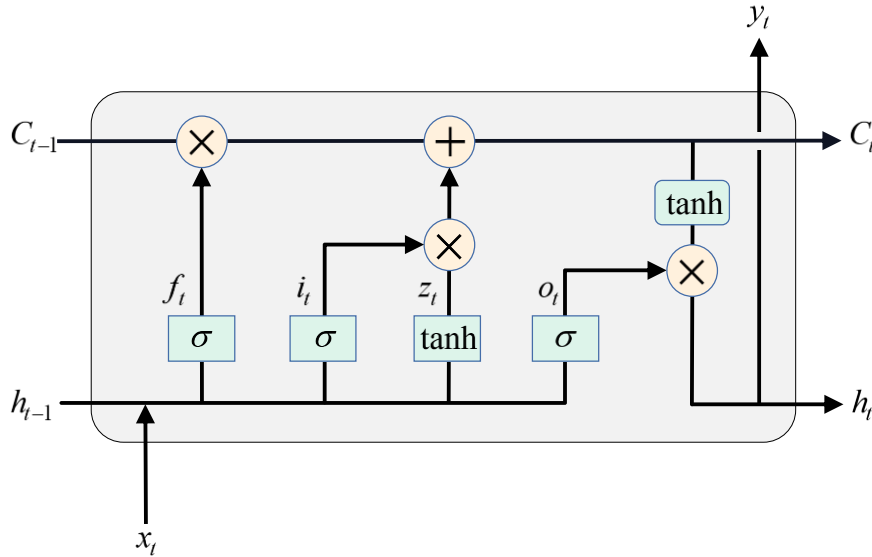 y_t
C_{t-1} × + C_t
tanh
×
×
f_t i_t z_t o_t
σ σ tanh σ
h_{t-1} h_t
x_t